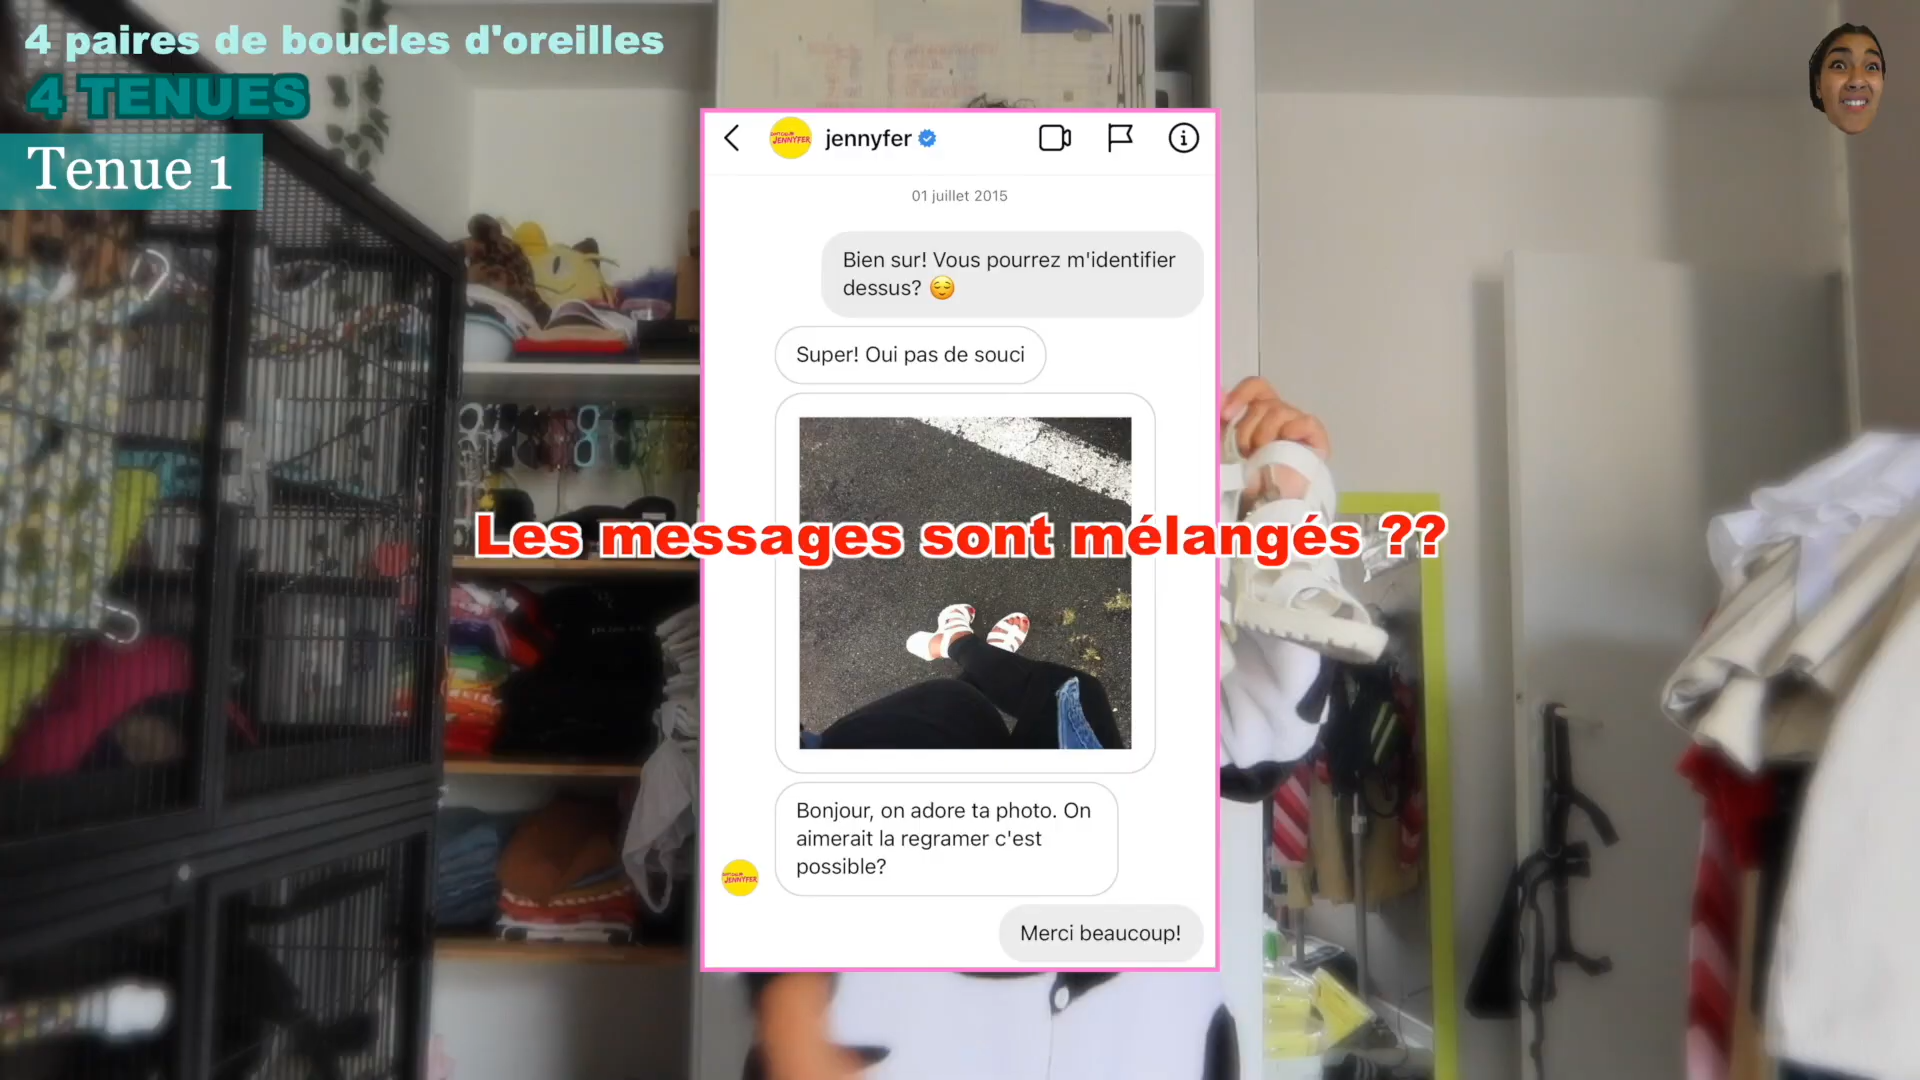 4 paires de boucles d'oreilles
4 TENUES
Tenue 1
jennyfer
01 juillet 2015
Bien sur! Vous pourrez m'identifier
dessus? 😌
Super! Oui pas de souci
Les messages sont mélangés ??
Bonjour, on adore ta photo. On
aimerait la regramer c'est
possible?
JENNYFER
Merci beaucoup!